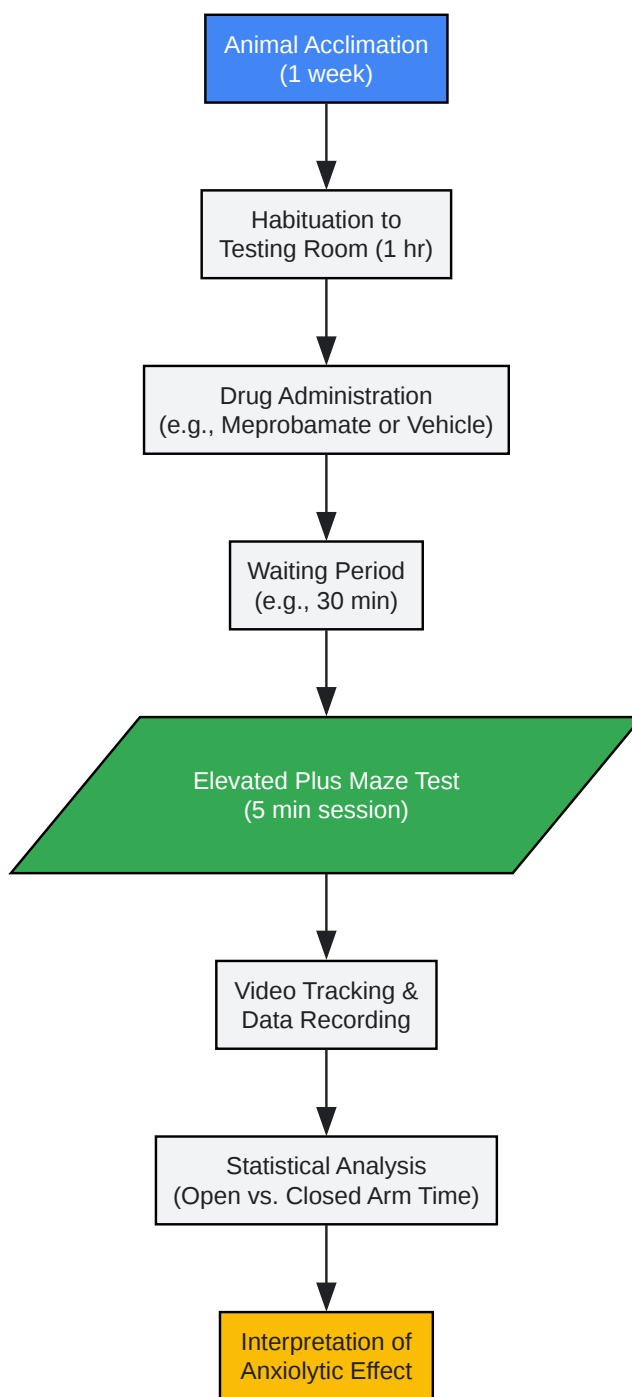 Animal Acclimation
(1 week)
Habituation to
Testing Room (1 hr)
Drug Administration
(e.g., Meprobamate or Vehicle)
Waiting Period
(e.g., 30 min)
Elevated Plus Maze Test
(5 min session)
Video Tracking &
Data Recording
Statistical Analysis
(Open vs. Closed Arm Time)
Interpretation of
Anxiolytic Effect